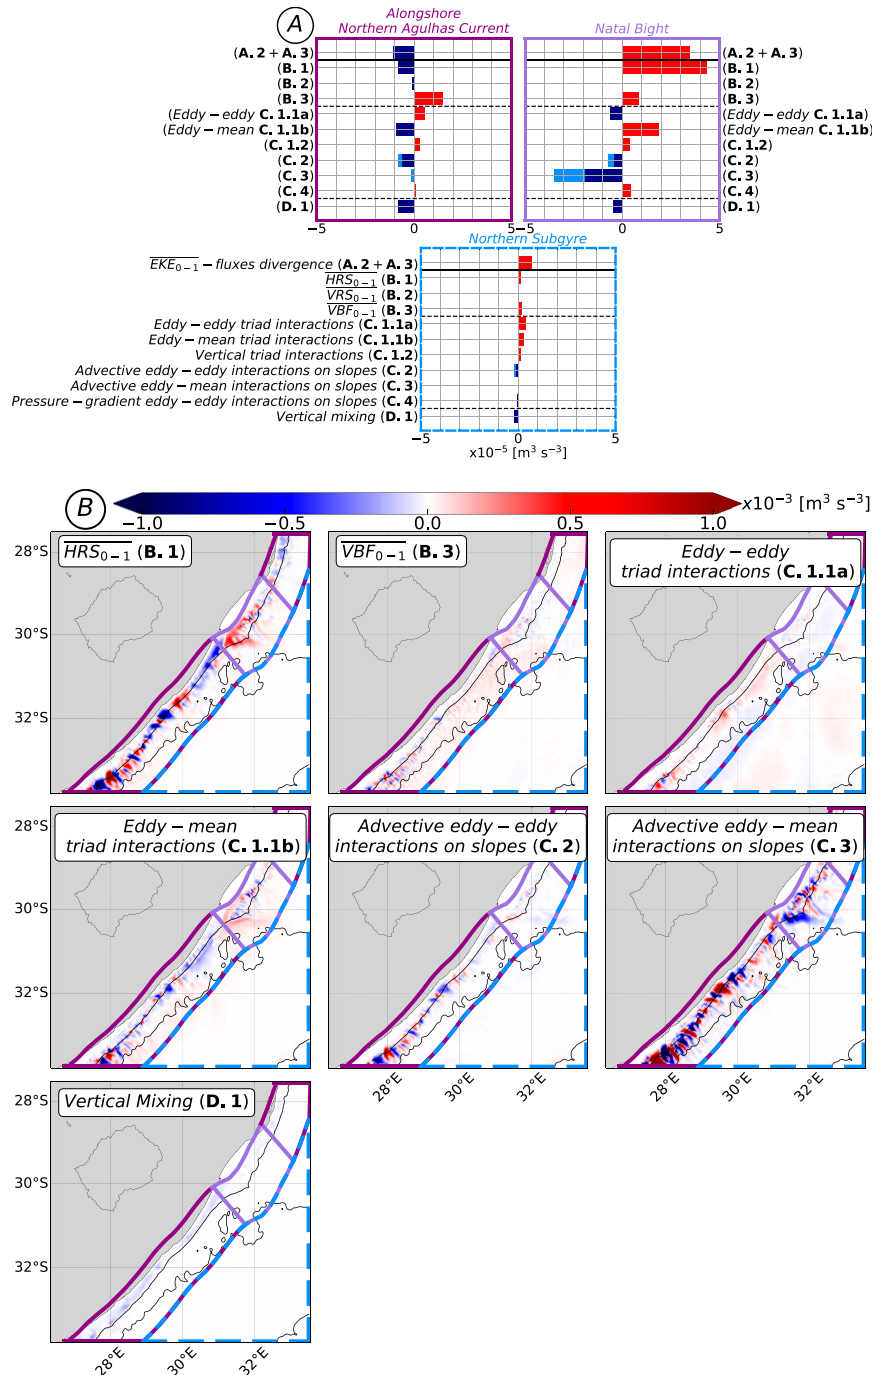 A
Alongshore
Northern Agulhas Current
Natal Bight
(A.2+A.3)
(B.1)
(B.2)
(B.3)
(Eddy−eddy C.1.1a)
(Eddy−mean C.1.1b)
(C.1.2)
(C.2)
(C.3)
(C.4)
(D.1)
(A.2+A.3)
(B.1)
(B.2)
(B.3)
(Eddy−eddy C.1.1a)
(Eddy−mean C.1.1b)
(C.1.2)
(C.2)
(C.3)
(C.4)
(D.1)
−5 0 5
−5 0 5
Northern Subgyre
EKE0−1−fluxes divergence (A.2+A.3)
HRS0−1 (B.1)
VRS0−1 (B.2)
VBF0−1 (B.3)
Eddy−eddy triad interactions (C.1.1a)
Eddy−mean triad interactions (C.1.1b)
Vertical triad interactions (C.1.2)
Advective eddy−eddy interactions on slopes (C.2)
Advective eddy−mean interactions on slopes (C.3)
Pressure−gradient eddy−eddy interactions on slopes (C.4)
Vertical mixing (D.1)
−5 0 5
x10−5 [m3 s−3]
B
−1.0 −0.5 0.0 0.5 1.0
x10−3 [m3 s−3]
HRS0−1 (B.1)
VBF0−1 (B.3)
Eddy−eddy
triad interactions (C.1.1a)
28°S
30°S
32°S
Eddy−mean
triad interactions (C.1.1b)
Advective eddy−eddy
interactions on slopes (C.2)
Advective eddy−mean
interactions on slopes (C.3)
28°S
30°S
32°S
28°E 30°E 32°E
28°E 30°E 32°E
Vertical Mixing (D.1)
28°S
30°S
32°S
28°E 30°E 32°E